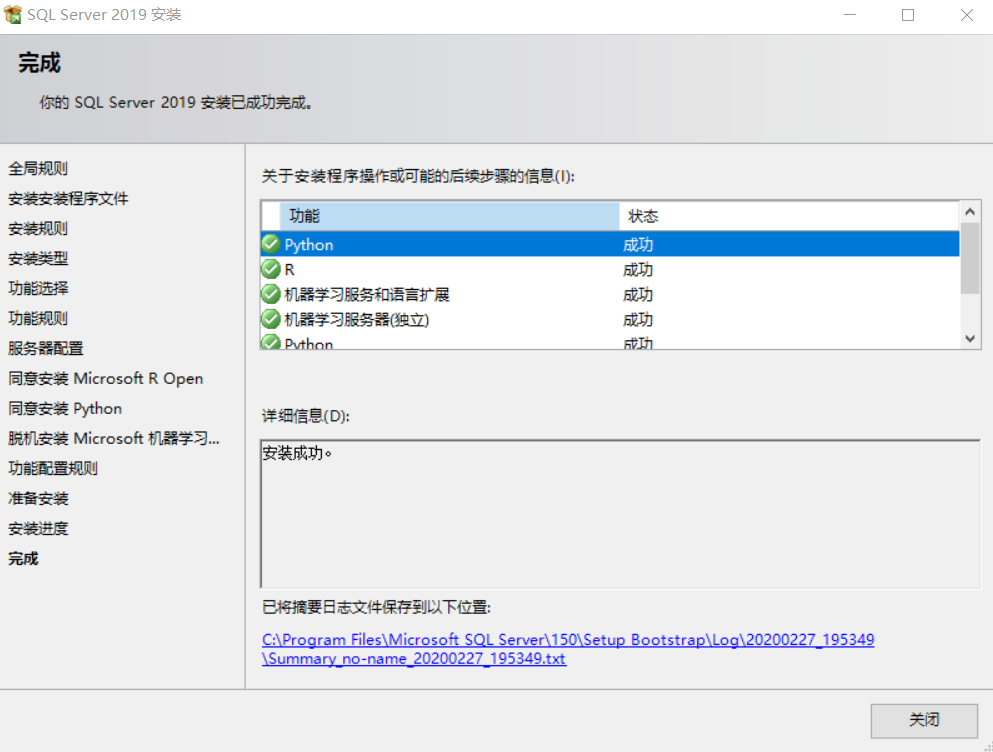 SQL Server 2019 安装
完成
你的 SQL Server 2019 安装已成功完成。
全局规则
安装安装程序文件
安装规则
安装类型
功能选择
功能规则
服务器配置
同意安装 Microsoft R Open
同意安装 Python
脱机安装 Microsoft 机器学习...
功能配置规则
准备安装
安装进度
完成
关于安装程序操作或可能的后续步骤的信息(I):
功能 状态
Python 成功
R 成功
机器学习服务和语言扩展 成功
机器学习服务器(独立) 成功
Python 成功
详细信息(D):
安装成功。
已将摘要日志文件保存到以下位置:
C:\Program Files\Microsoft SQL Server\150\Setup Bootstrap\Log\20200227_195349
\Summary_no-name_20200227_195349.txt
关闭